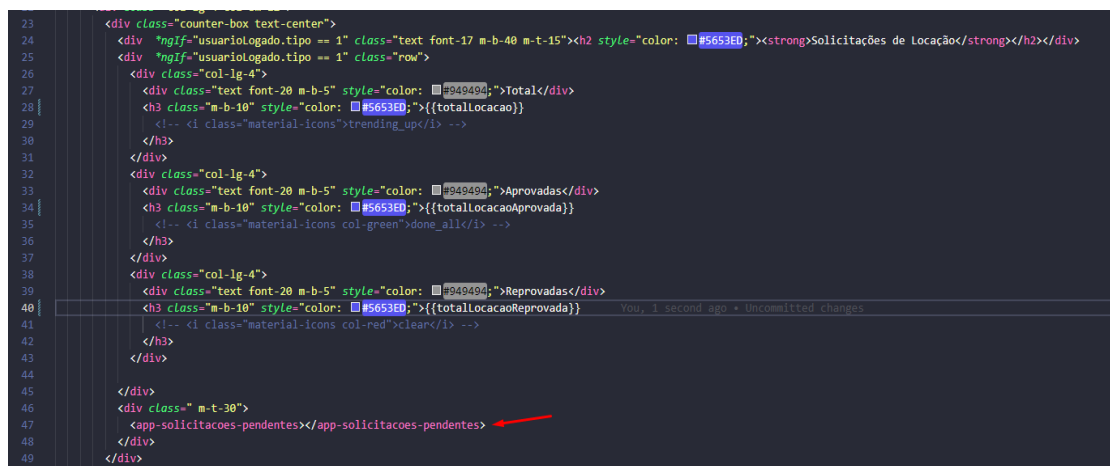 23 <div class="counter-box text-center">
24 <div *ngIf="usuarioLogado.tipo == 1" class="text font-17 m-b-40 m-t-15"><h2 style="color: #5653ED;"><strong>Solicitações de Locação</strong></h2></div>
25 <div *ngIf="usuarioLogado.tipo == 1" class="row">
26 <div class="col-lg-4">
27 <div class="text font-20 m-b-5" style="color: #949494;">Total</div>
28 <h3 class="m-b-10" style="color: #5653ED;">{{totalLocacao}}
29 <!-- <i class="material-icons">trending_up</i> -->
30 </h3>
31 </div>
32 <div class="col-lg-4">
33 <div class="text font-20 m-b-5" style="color: #949494;">Aprovadas</div>
34 <h3 class="m-b-10" style="color: #5653ED;">{{totalLocacaoAprovada}}
35 <!-- <i class="material-icons col-green">done_all</i> -->
36 </h3>
37 </div>
38 <div class="col-lg-4">
39 <div class="text font-20 m-b-5" style="color: #949494;">Reprovadas</div>
40 <h3 class="m-b-10" style="color: #5653ED;">{{totalLocacaoReprovada}} You, 1 second ago • Uncommitted changes
41 <!-- <i class="material-icons col-red">clear</i> -->
42 </h3>
43 </div>
44
45 </div>
46 <div class=" m-t-30">
47 <app-solicitacoes-pendentes></app-solicitacoes-pendentes>
48 </div>
49 </div>